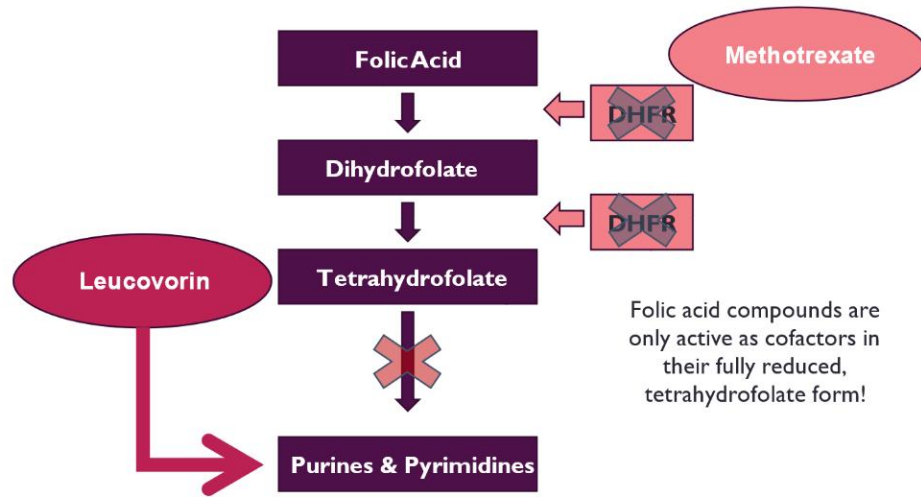 Folic Acid
Methotrexate
DHFR
Dihydrofolate
DHFR
Leucovorin
Tetrahydrofolate
Folic acid compounds are
only active as cofactors in
their fully reduced,
tetrahydrofolate form!
Purines & Pyrimidines